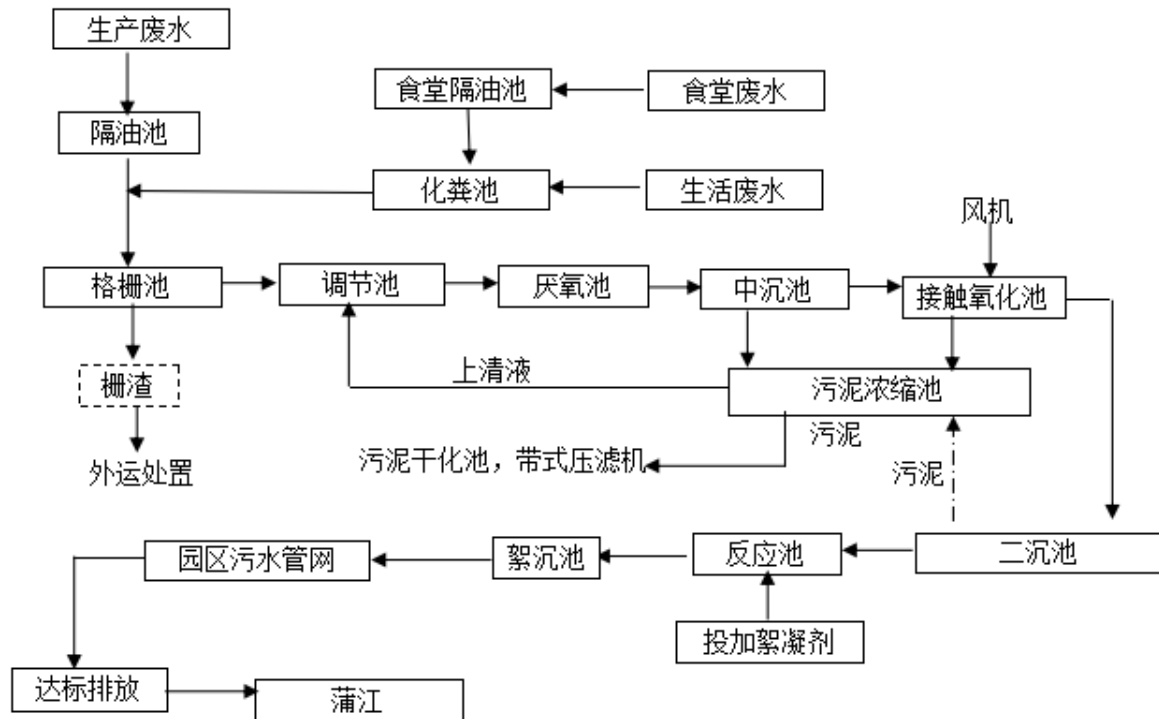 生产废水
食堂隔油池
食堂废水
隔油池
化粪池
生活废水
风机
格栅池
调节池
厌氧池
中沉池
接触氧化池
栅渣
上清液
污泥浓缩池
污泥
外运处置
污泥干化池，带式压滤机
污泥
园区污水管网
絮沉池
反应池
二沉池
投加絮凝剂
达标排放
蒲江